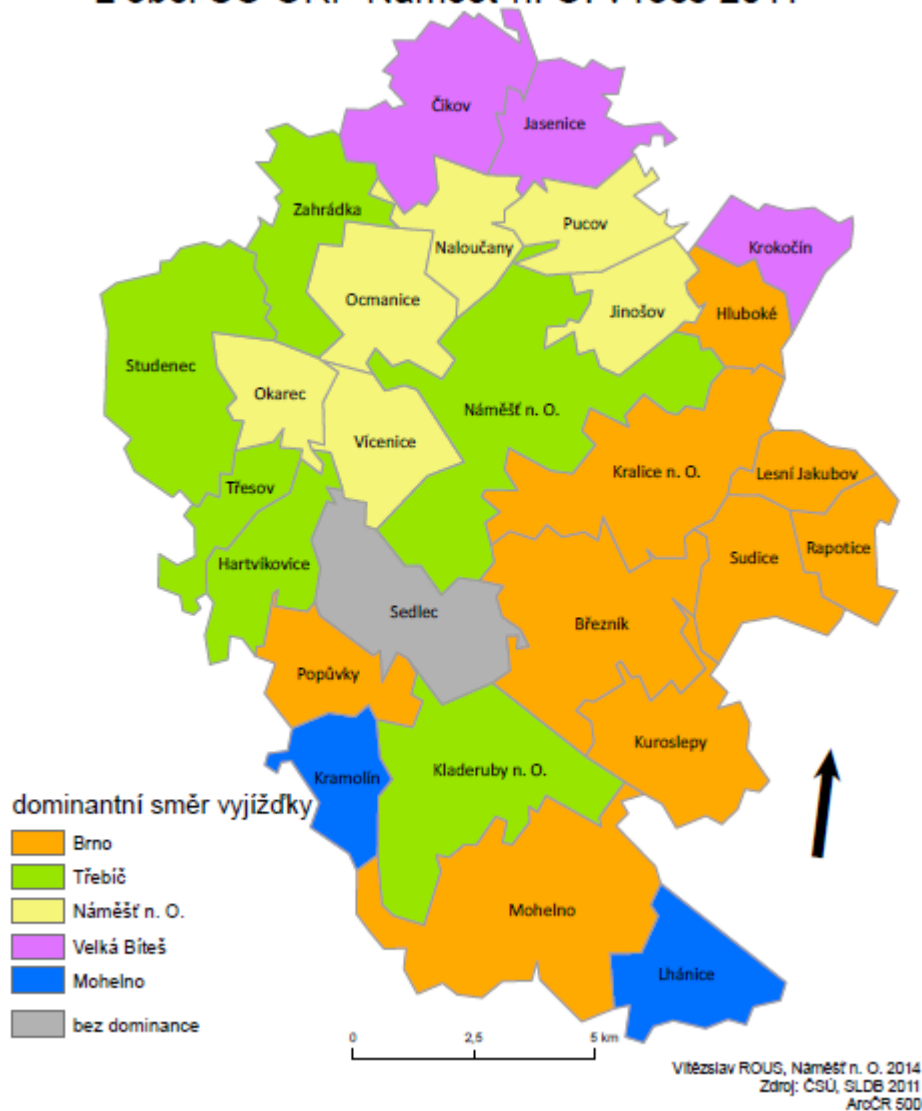 Čikov
Jasenice
Zahrádka
Pucov
Naloučany
Krokočín
Ocmanice
Jinošov
Hluboké
Studenec
Okarec
Náměšť n. O.
Vícenice
Kralice n. O.
Lesní Jakubov
Třesov
Rapotice
Sudice
Hartvíkovice
Sedlec
Březník
Popůvky
Kuroslepy
Kladeruby n. O.
Kramolín
dominantní směr vyjížďky
Brno
Třebíč
Náměšť n. O.
Velká Bíteš
Mohelno
bez dominance
Mohelno
Lhánice
0 2,5 5 km
Vítězslav ROUS, Náměšť n. O. 2014
Zdroj: ČSÚ, SLDB 2011
ArcČR 500